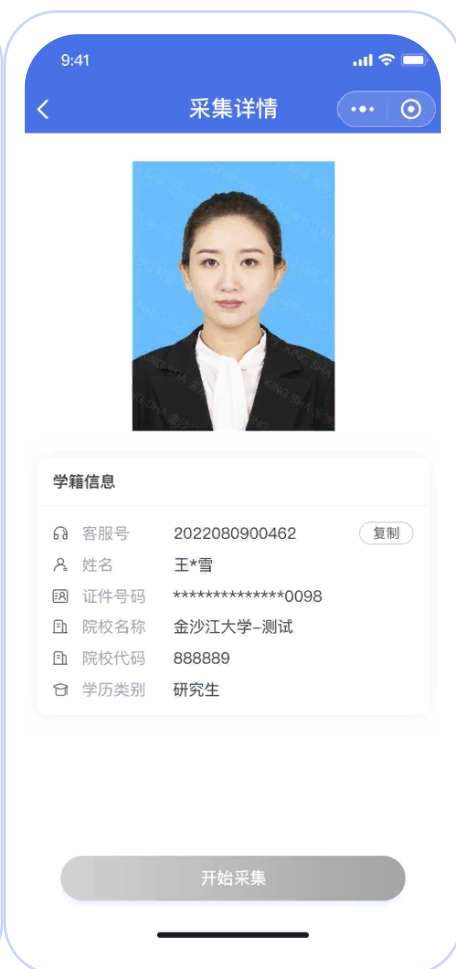 9:41
采集详情
学籍信息
客服号 2022080900462 复制
姓名 王*雪
证件号码 **************0098
院校名称 金沙江大学–测试
院校代码 888889
学历类别 研究生
开始采集